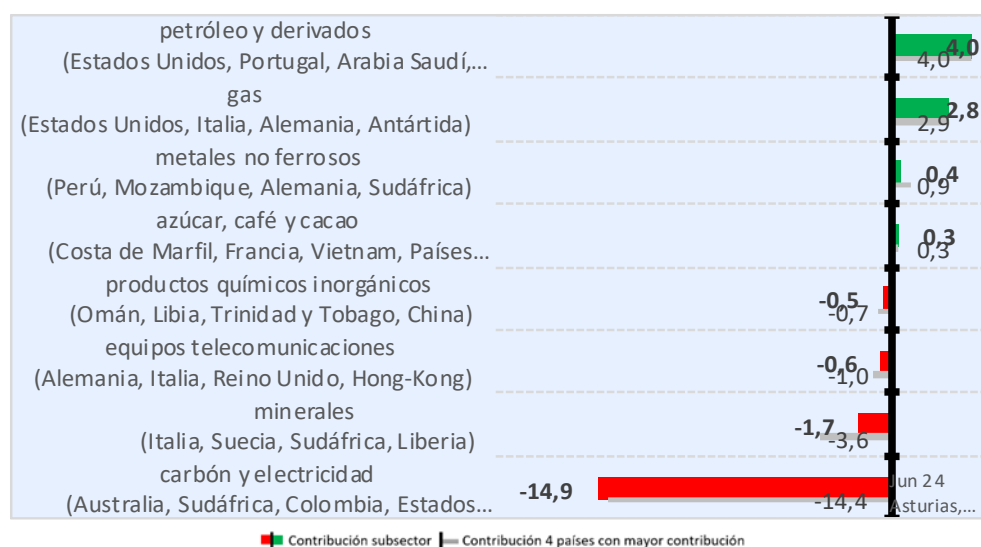 petróleo y derivados
(Estados Unidos, Portugal, Arabia Saudí,...
4,0
4,0
gas
(Estados Unidos, Italia, Alemania, Antártida)
2,8
2,9
metales no ferrosos
(Perú, Mozambique, Alemania, Sudáfrica)
0,4
0,9
azúcar, café y cacao
(Costa de Marfil, Francia, Vietnam, Países...
0,3
0,3
productos químicos inorgánicos
(Omán, Libia, Trinidad y Tobago, China)
-0,5
-0,7
equipos telecomunicaciones
(Alemania, Italia, Reino Unido, Hong-Kong)
-0,6
-1,0
minerales
(Italia, Suecia, Sudáfrica, Liberia)
-1,7
-3,6
carbón y electricidad
(Australia, Sudáfrica, Colombia, Estados...
-14,9
-14,4
Jun 24
Asturias,...
Contribución subsector
Contribución 4 países con mayor contribución